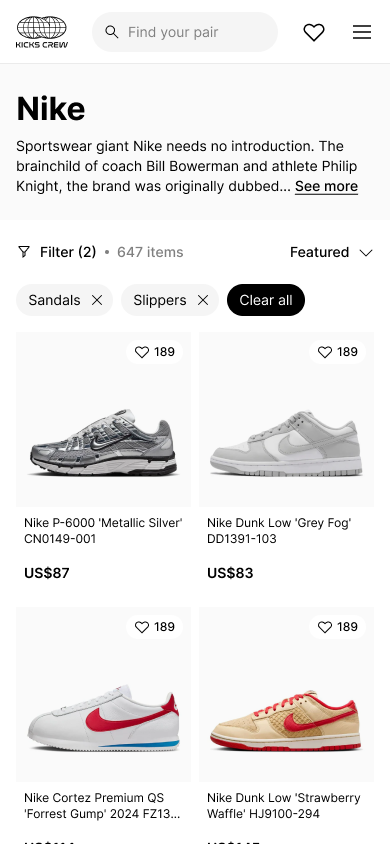 KICKS CREW
Find your pair
Nike
Sportswear giant Nike needs no introduction. The
brainchild of coach Bill Bowerman and athlete Philip
Knight, the brand was originally dubbed... See more
Filter (2) • 647 items
Featured
Sandals
Slippers
Clear all
189
189
Nike P-6000 'Metallic Silver'
CN0149-001
US$87
Nike Dunk Low 'Grey Fog'
DD1391-103
US$83
189
189
Nike Cortez Premium QS
'Forrest Gump' 2024 FZ13...
Nike Dunk Low 'Strawberry
Waffle' HJ9100-294